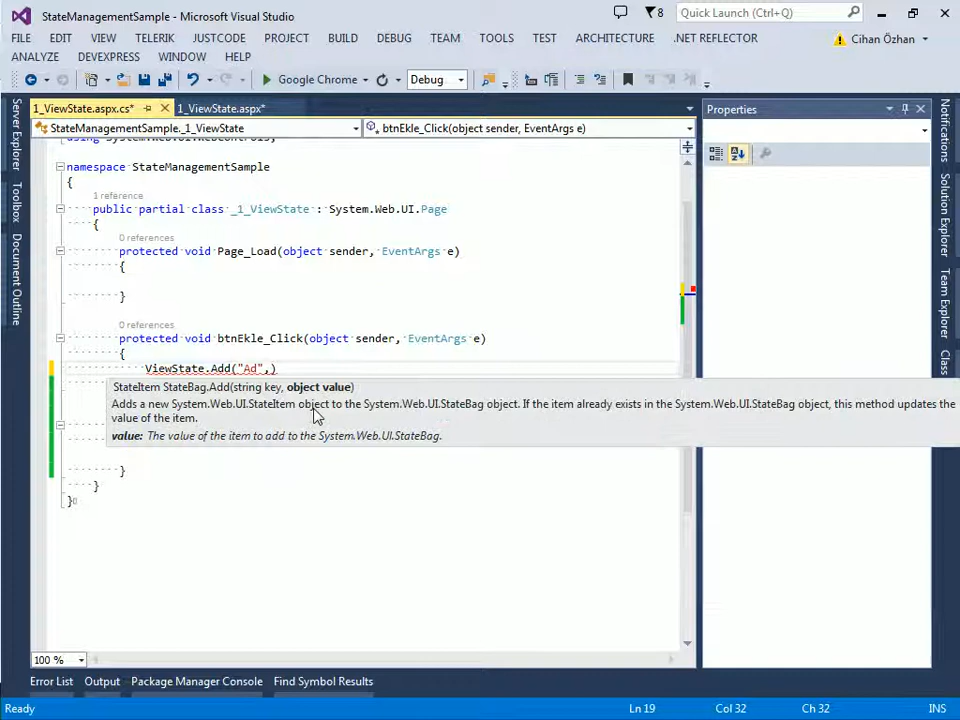 StateManagementSample - Microsoft Visual Studio
8
Quick Launch (Ctrl+Q)
FILE EDIT VIEW TELERIK JUSTCODE PROJECT BUILD DEBUG TEAM TOOLS TEST ARCHITECTURE .NET REFLECTOR
Cihan Özhan
ANALYZE DEVEXPRESS WINDOW HELP
Google Chrome
Debug
1_ViewState.aspx.cs*
1_ViewState.aspx*
Properties
StateManagementSample._1_ViewState
btnEkle_Click(object sender, EventArgs e)
Server Explorer
Toolbox
Document Outline
using System.Web.UI.WebControls;
namespace StateManagementSample
{
1 reference
public partial class _1_ViewState : System.Web.UI.Page
{
0 references
protected void Page_Load(object sender, EventArgs e)
{
}
0 references
protected void btnEkle_Click(object sender, EventArgs e)
{
ViewState.Add("Ad",)
StateItem StateBag.Add(string key, object value)
Adds a new System.Web.UI.StateItem object to the System.Web.UI.StateBag object. If the item already exists in the System.Web.UI.StateBag object, this method updates the
value of the item.
value: The value of the item to add to the System.Web.UI.StateBag.
}
}
}
Notifications
Solution Explorer
Team Explorer
100 %
Error List Output Package Manager Console Find Symbol Results
Ready
Ln 19
Col 32
Ch 32
INS